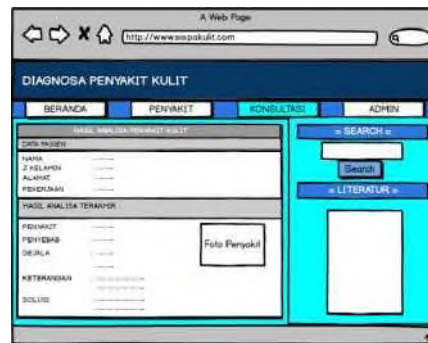 A Web Page
http://www.sispakulit.com
DIAGNOSA PENYAKIT KULIT
BERANDA PENYAKIT KONSULTASI ADMIN
HASIL ANALISA PENYAKIT KULIT
DATA PASIEN
NAMA
J. KELAMIN
ALAMAT
PEKERJAAN
HASIL ANALISA TERAKHIR
PENYAKIT
PENYEBAB
GEJALA
Foto Penyakit
KETERANGAN
SOLUSI
= SEARCH =
Search
= LITERATUR =